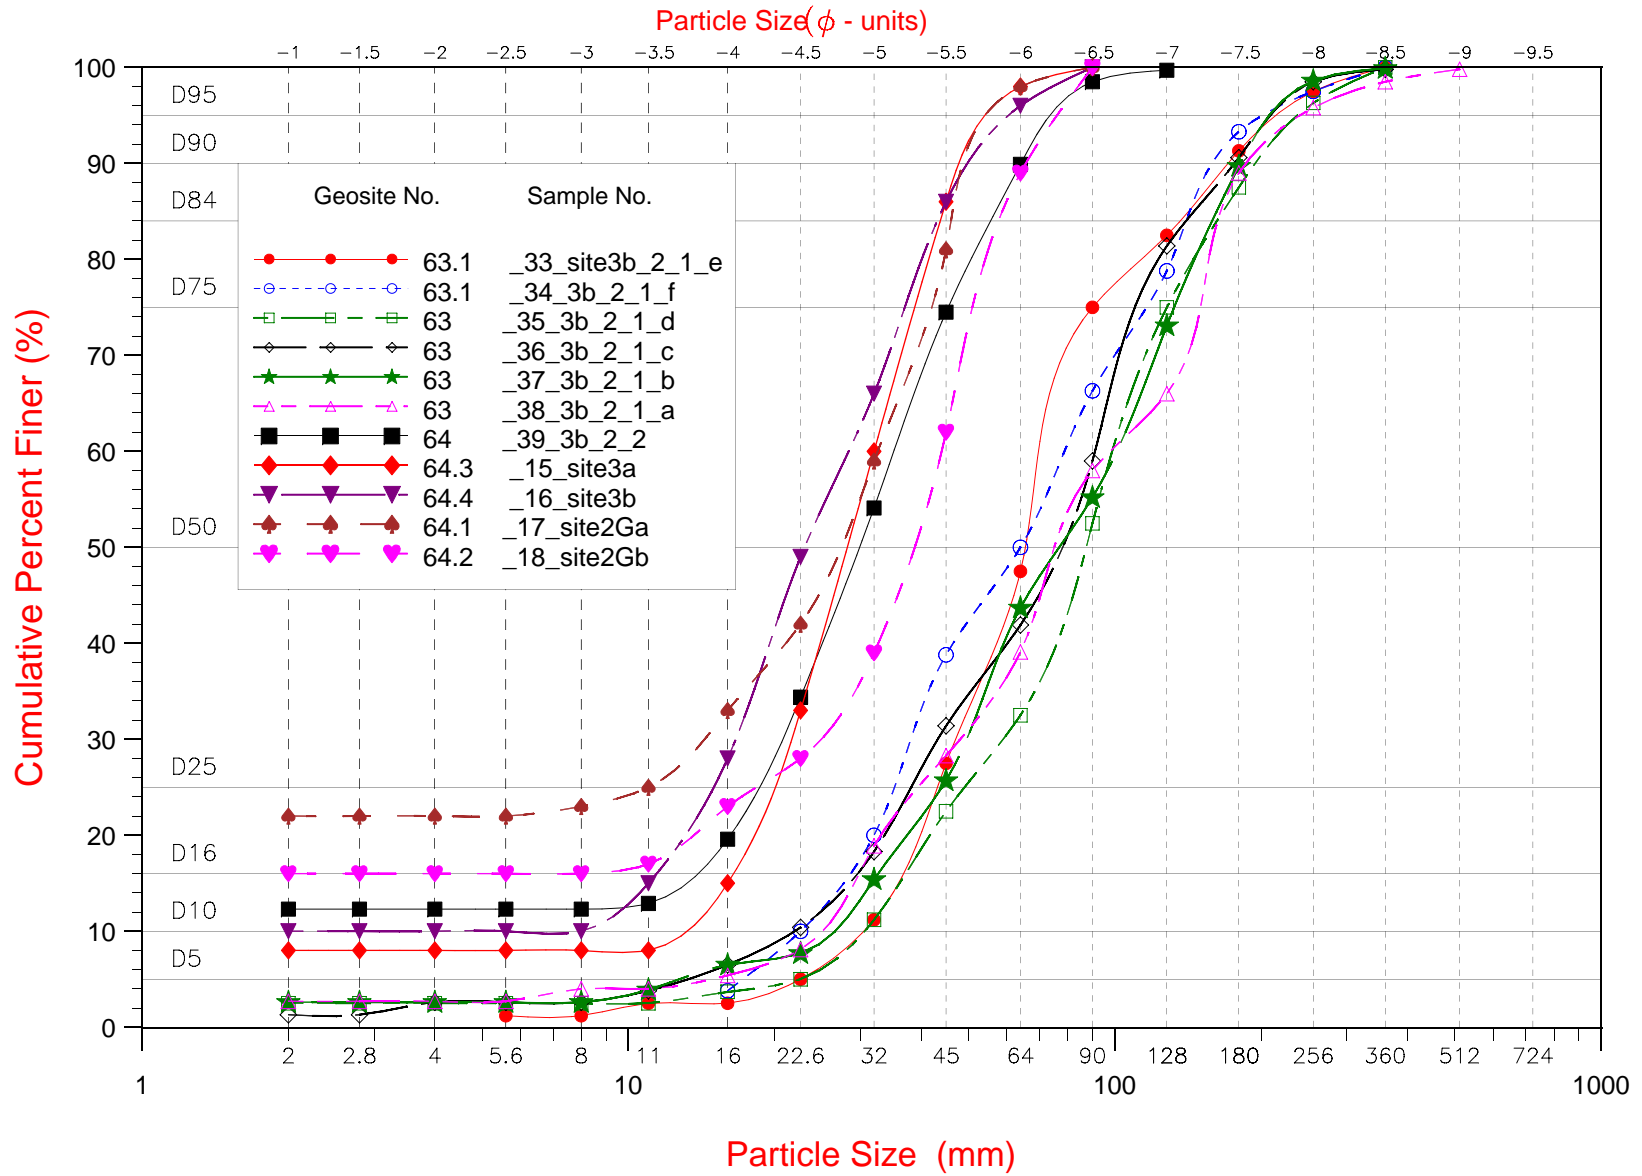 Particle Size(ϕ - units)
-1 -1.5 -2 -2.5 -3 -3.5 -4 -4.5 -5 -5.5 -6 -6.5 -7 -7.5 -8 -8.5 -9 -9.5
100
D95
D90
90
D84
Geosite No. Sample No.
80
63.1 _33_site3b_2_1_e
D75
63.1 _34_3b_2_1_f
63 _35_3b_2_1_d
70
63 _36_3b_2_1_c
63 _37_3b_2_1_b
63 _38_3b_2_1_a
60
64 _39_3b_2_2
64.3 _15_site3a
64.4 _16_site3b
D50
64.1 _17_site2Ga
50
64.2 _18_site2Gb
40
30
D25
20
D16
D10
10
D5
0
Cumulative Percent Finer (%)
2 2.8 4 5.6 8 11 16 22.6 32 45 64 90 128 180 256 360 512 724
1 10 100 1000
Particle Size (mm)